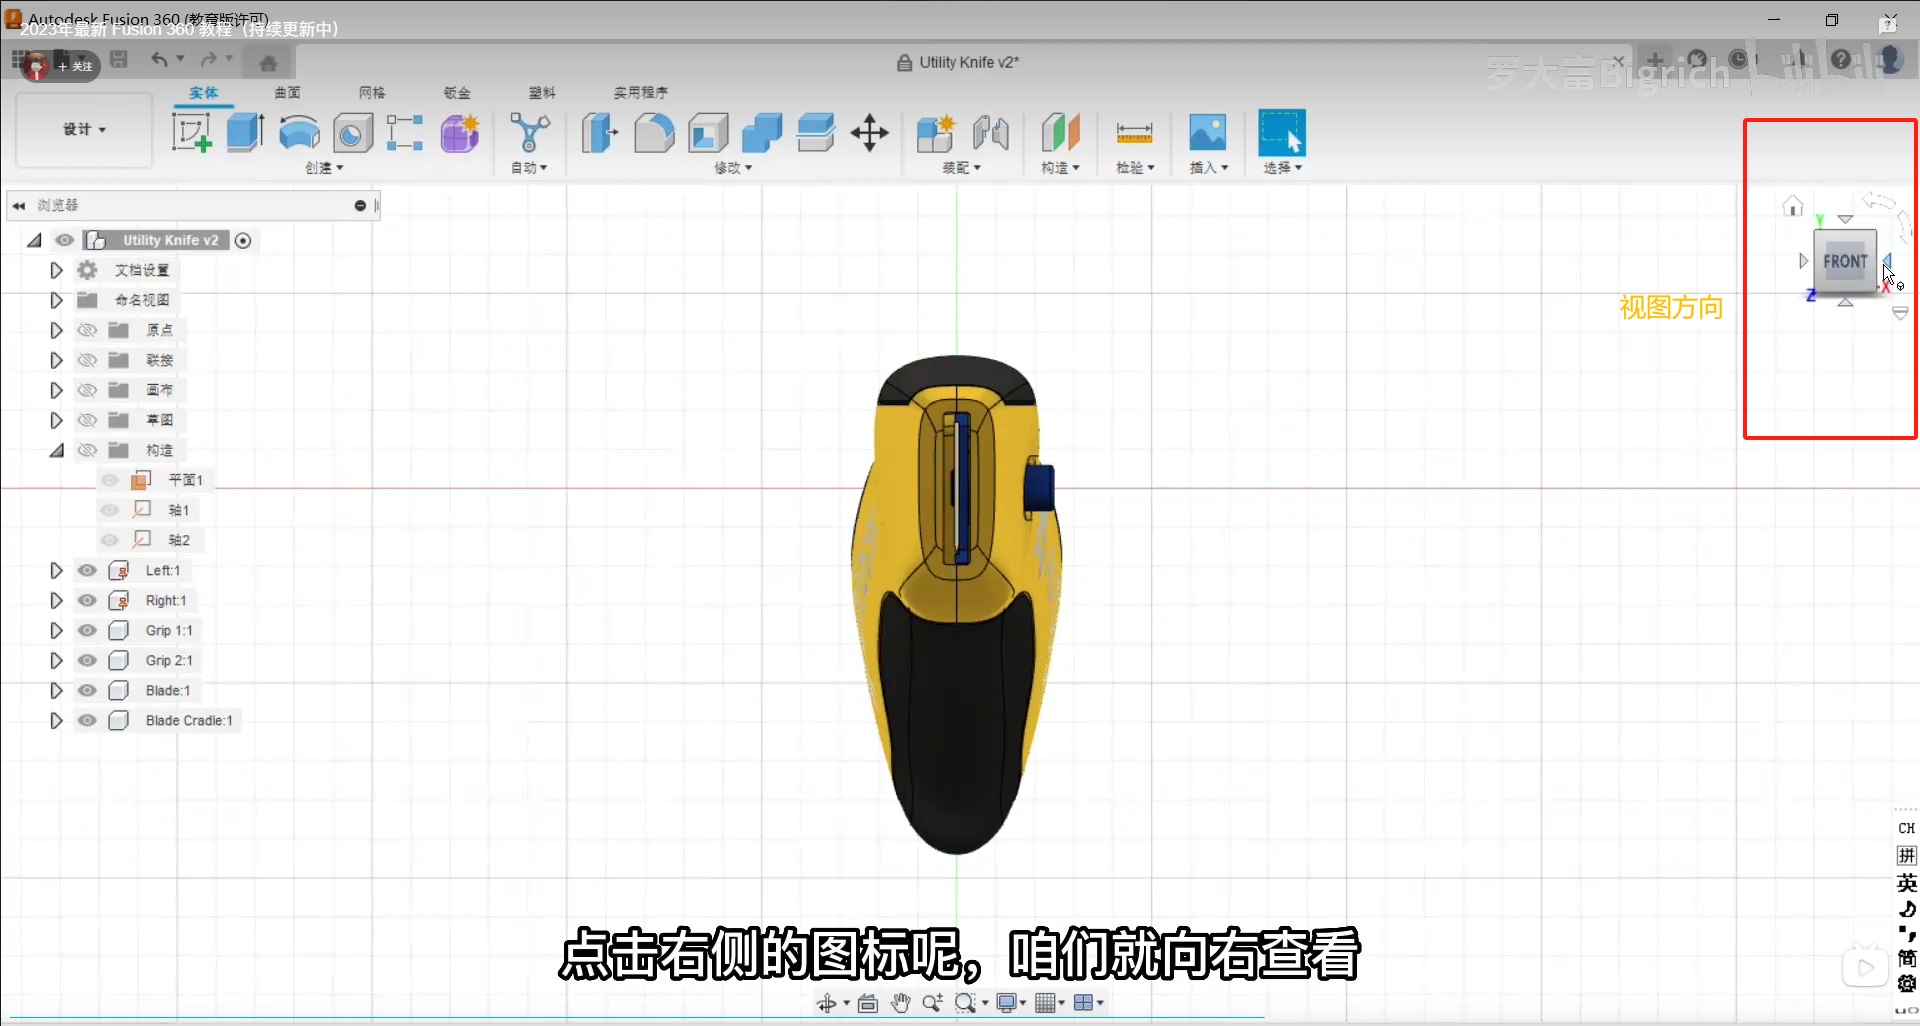 Autodesk Fusion 360 (教育版许可)
2023年最新 Fusion 360 教程（持续更新中）
+ 关注
Utility Knife v2*
罗大富Bigrich
bilibili
实体 曲面 网格 钣金 塑料 实用程序
设计
创建 自动 修改 装配 构造 检验 插入 选择
浏览器
Utility Knife v2
文档设置
命名视图
原点
联接
画布
草图
构造
平面1
轴1
轴2
Left:1
Right:1
Grip 1:1
Grip 2:1
Blade:1
Blade Cradle:1
Y
FRONT
Z
X
视图方向
CH
拼
英
简
点击右侧的图标呢，咱们就向右查看